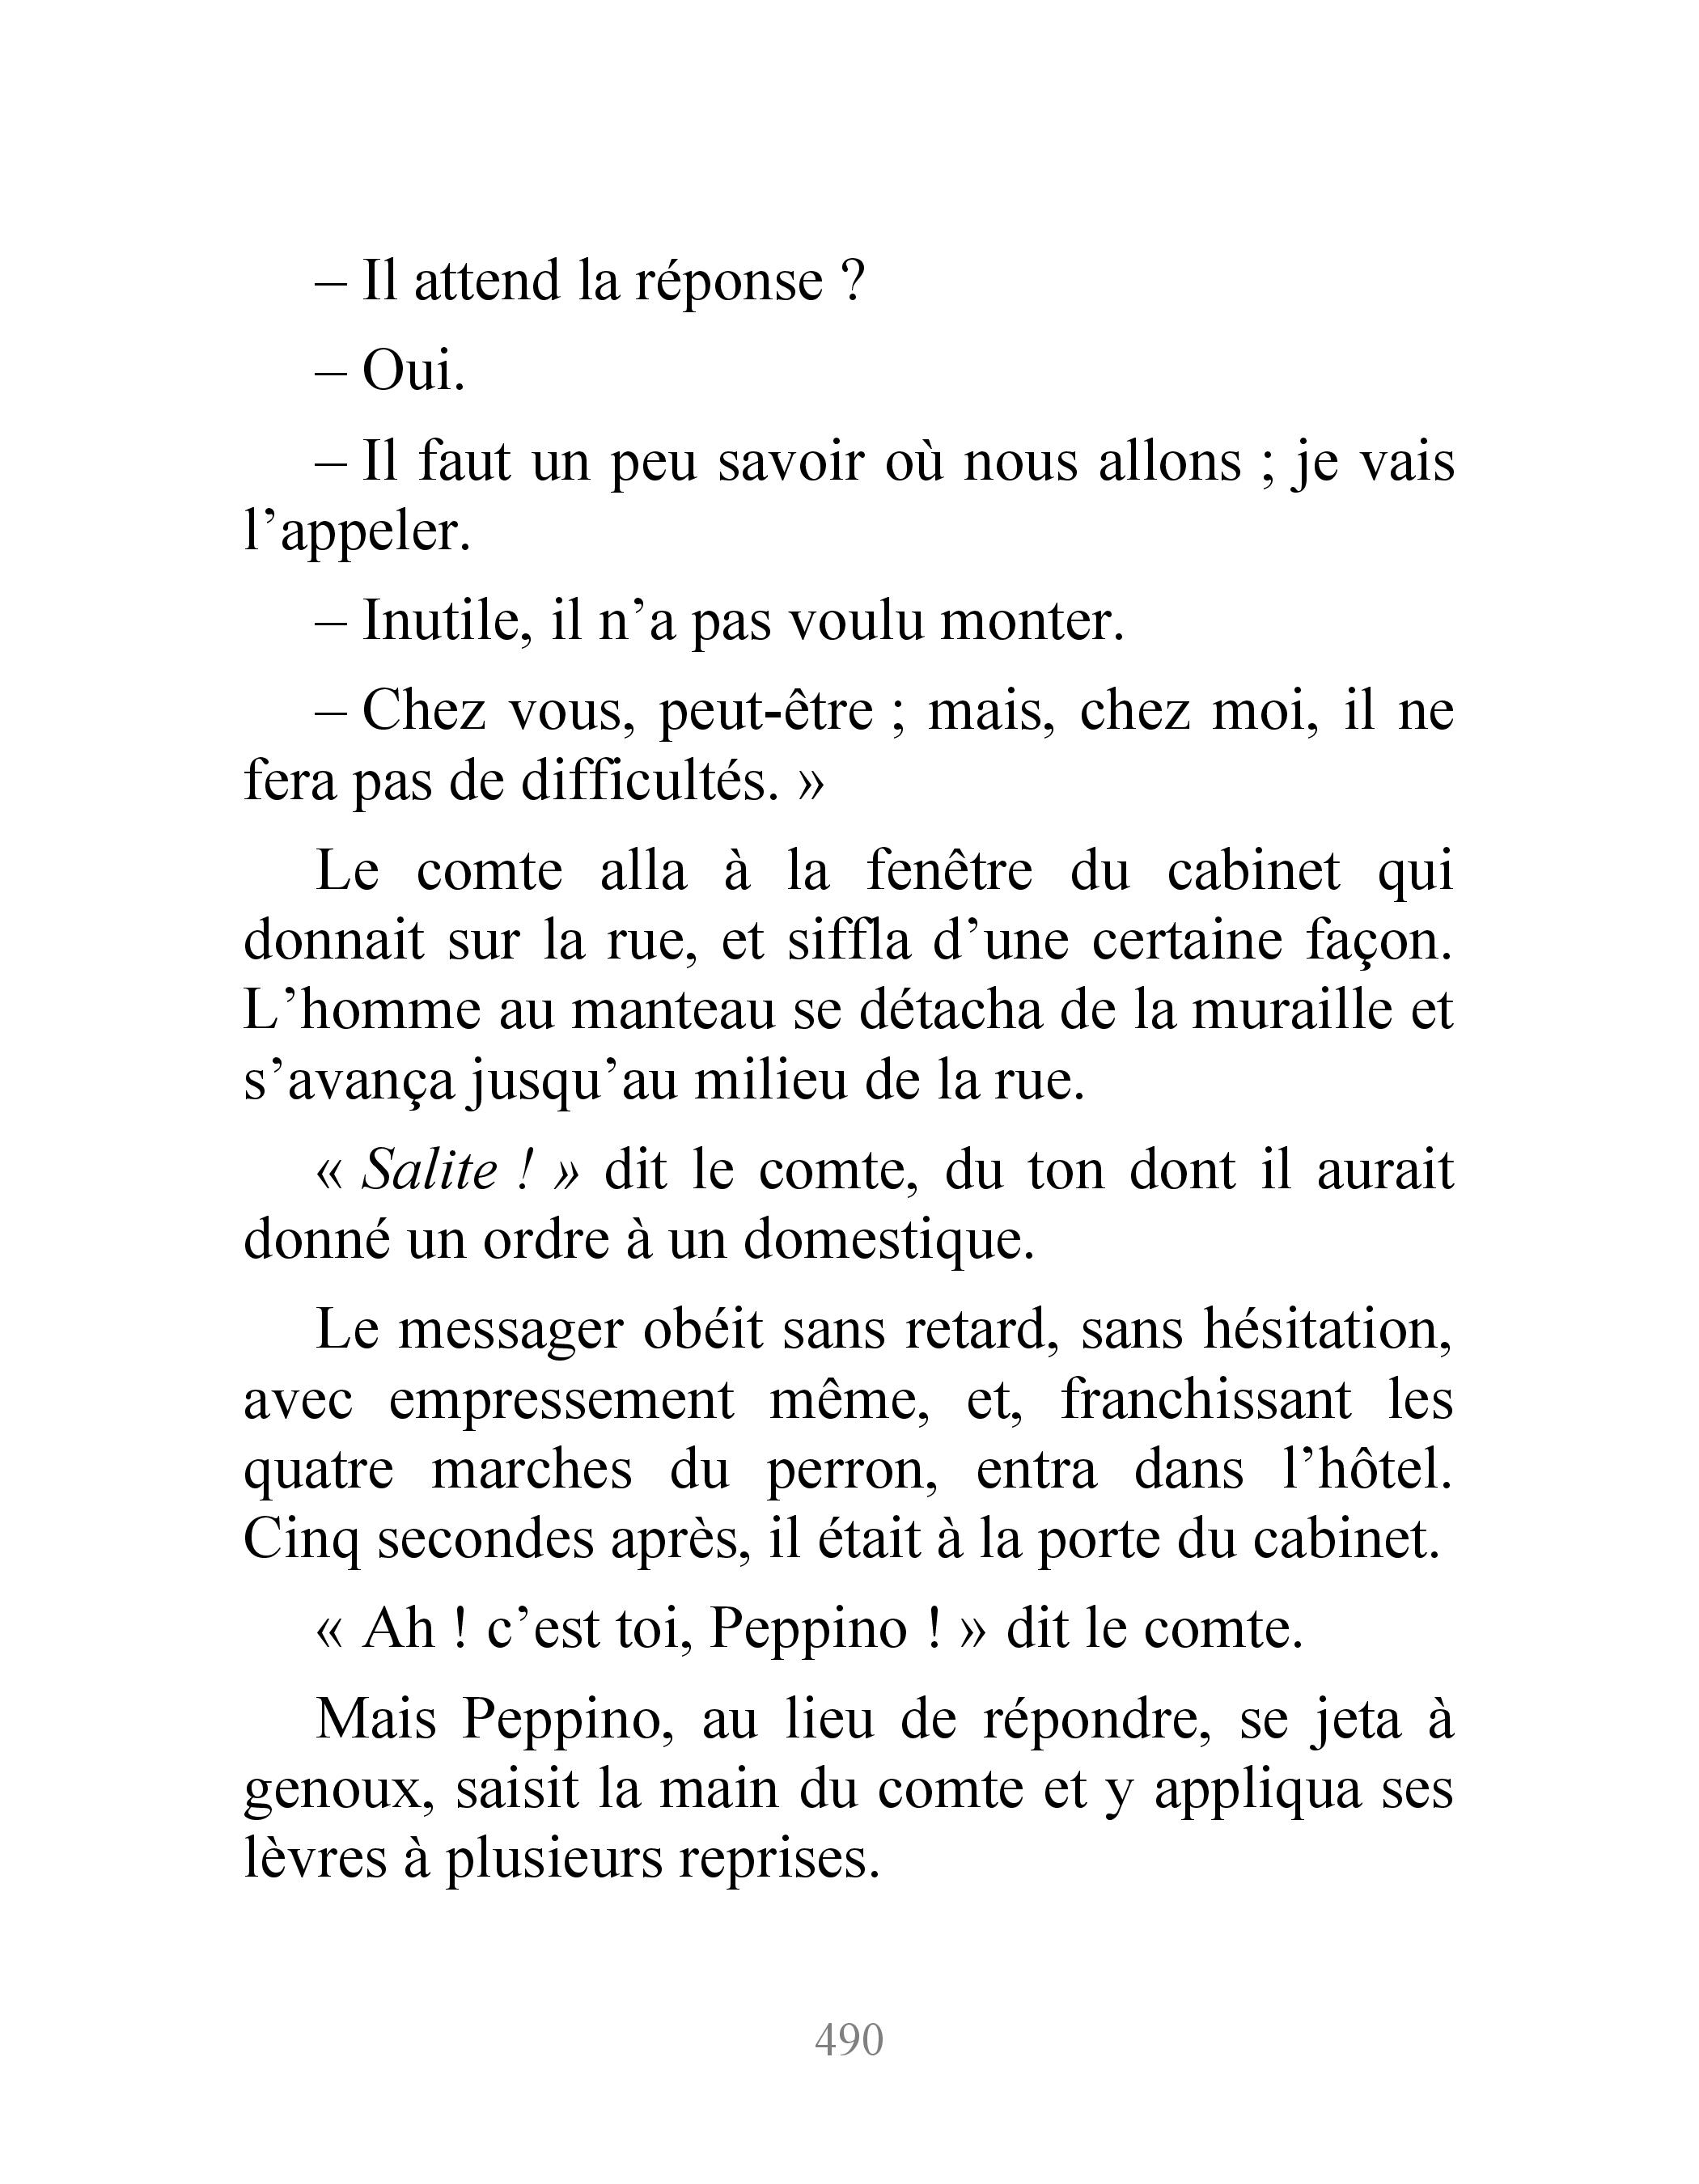 – Il attend la réponse ?
– Oui.
– Il faut un peu savoir où nous allons ; je vais
l’appeler.
– Inutile, il n’a pas voulu monter.
– Chez vous, peut-être ; mais, chez moi, il ne
fera pas de difficultés. »
Le comte alla à la fenêtre du cabinet qui
donnait sur la rue, et siffla d’une certaine façon.
L’homme au manteau se détacha de la muraille et
s’avança jusqu’au milieu de la rue.
« Salite ! » dit le comte, du ton dont il aurait
donné un ordre à un domestique.
Le messager obéit sans retard, sans hésitation,
avec empressement même, et, franchissant les
quatre marches du perron, entra dans l’hôtel.
Cinq secondes après, il était à la porte du cabinet.
« Ah ! c’est toi, Peppino ! » dit le comte.
Mais Peppino, au lieu de répondre, se jeta à
genoux, saisit la main du comte et y appliqua ses
lèvres à plusieurs reprises.
490